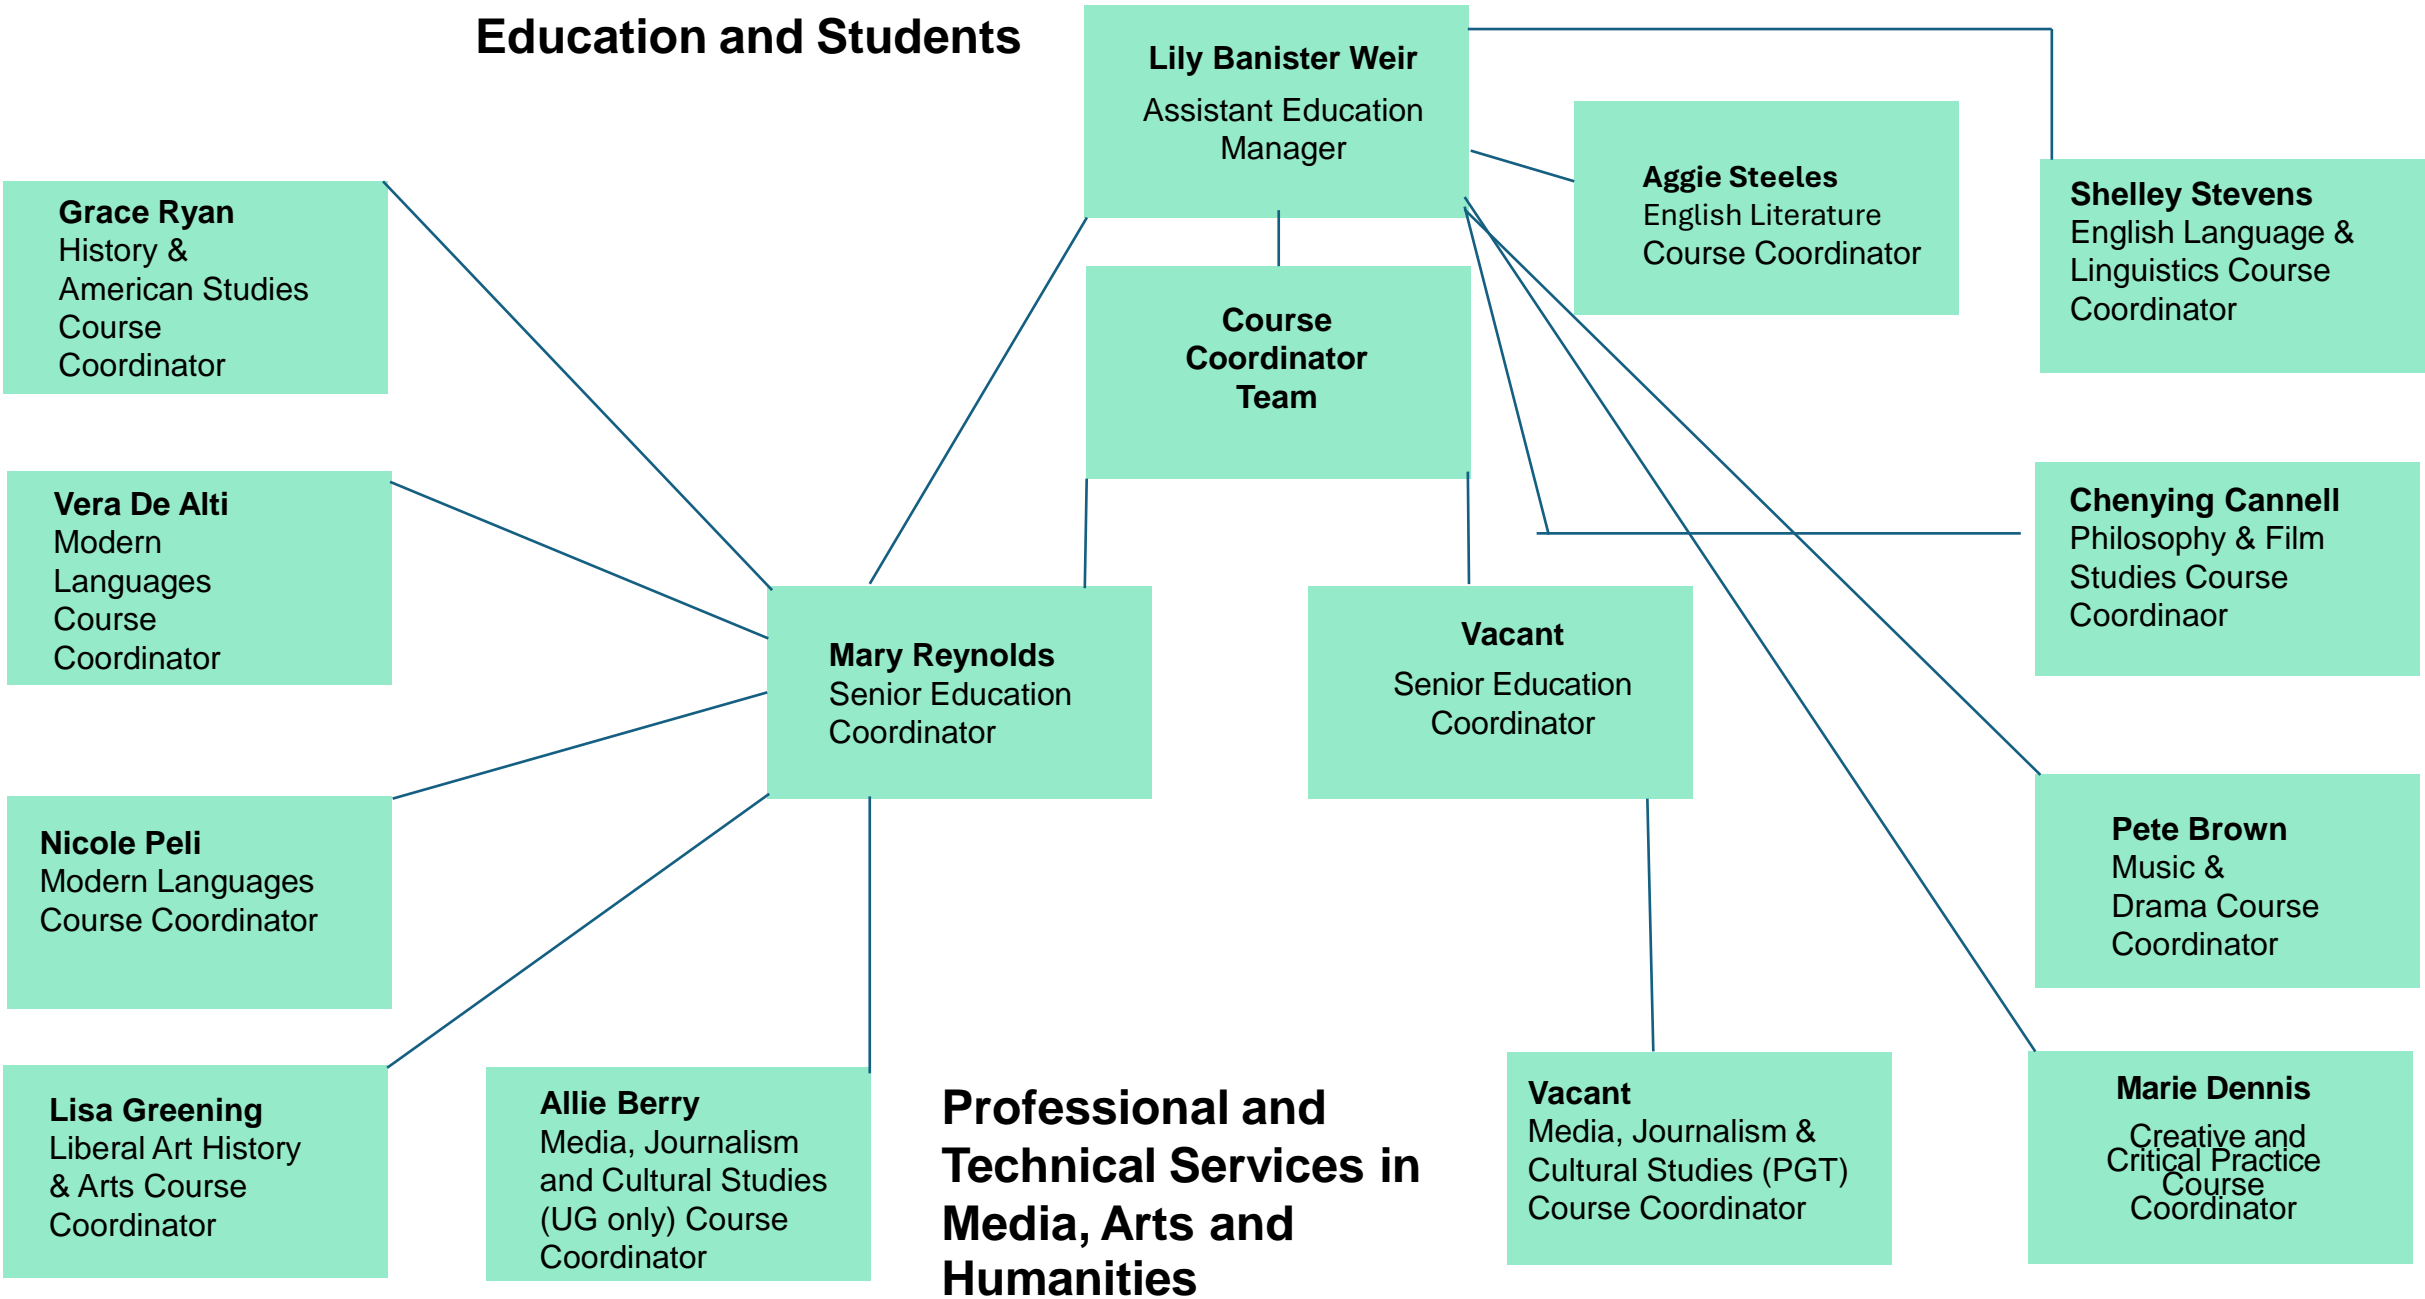 Education and Students
Lily Banister Weir
Assistant Education
Manager
Aggie Steeles
English Literature
Course Coordinator
Shelley Stevens
English Language &
Linguistics Course
Coordinator
Grace Ryan
History &
American Studies
Course
Coordinator
Course
Coordinator
Team
Vera De Alti
Modern
Languages
Course
Coordinator
Chenying Cannell
Philosophy & Film
Studies Course
Coordinaor
Mary Reynolds
Senior Education
Coordinator
Vacant
Senior Education
Coordinator
Nicole Peli
Modern Languages
Course Coordinator
Pete Brown
Music &
Drama Course
Coordinator
Lisa Greening
Liberal Art History
& Arts Course
Coordinator
Allie Berry
Media, Journalism
and Cultural Studies
(UG only) Course
Coordinator
Professional and
Technical Services in
Media, Arts and
Humanities
Vacant
Media, Journalism &
Cultural Studies (PGT)
Course Coordinator
Marie Dennis
Creative and
Critical Practice
Course
Coordinator